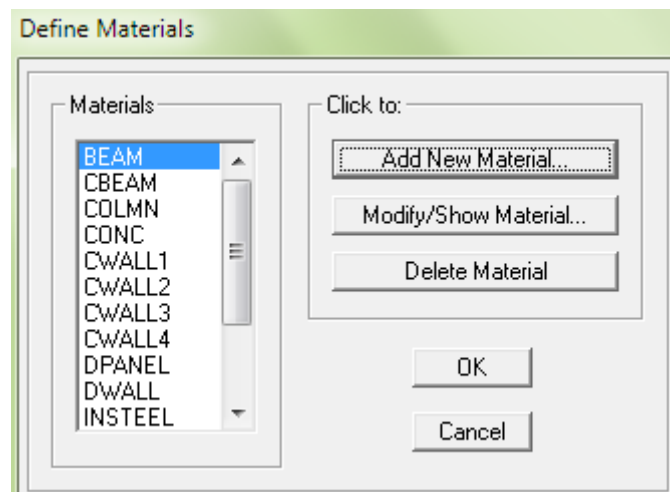 Define Materials
Materials
BEAM
CBEAM
COLMN
CONC
CWALL1
CWALL2
CWALL3
CWALL4
DPANEL
DWALL
INSTEEL
Click to:
Add New Material...
Modify/Show Material...
Delete Material
OK
Cancel